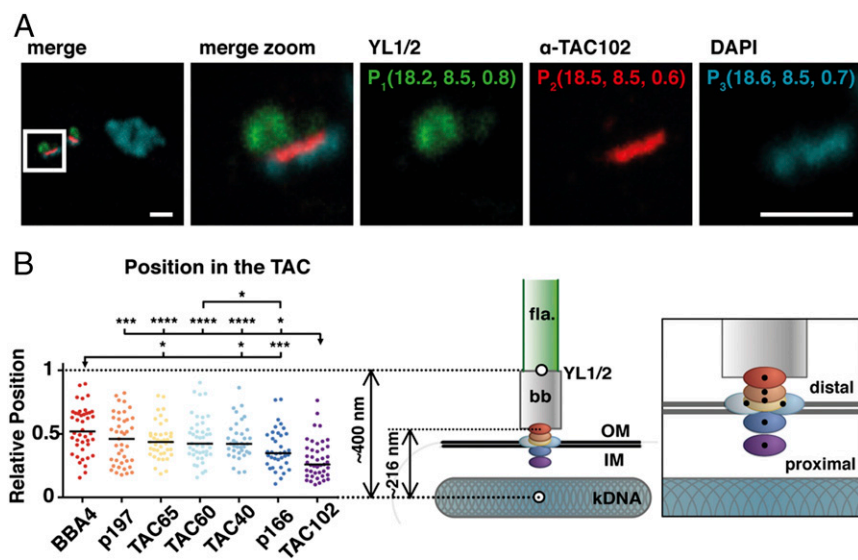 A
merge
merge zoom
YL1/2
α-TAC102
DAPI
P1(18.2, 8.5, 0.8)
P2(18.5, 8.5, 0.6)
P3(18.6, 8.5, 0.7)
B
Position in the TAC
*
*** **** **** **** *
* * ***
Relative Position
1
0.5
0
BBA4
p197
TAC65
TAC60
TAC40
p166
TAC102
~400 nm
~216 nm
fla.
YL1/2
bb
OM
IM
kDNA
distal
proximal